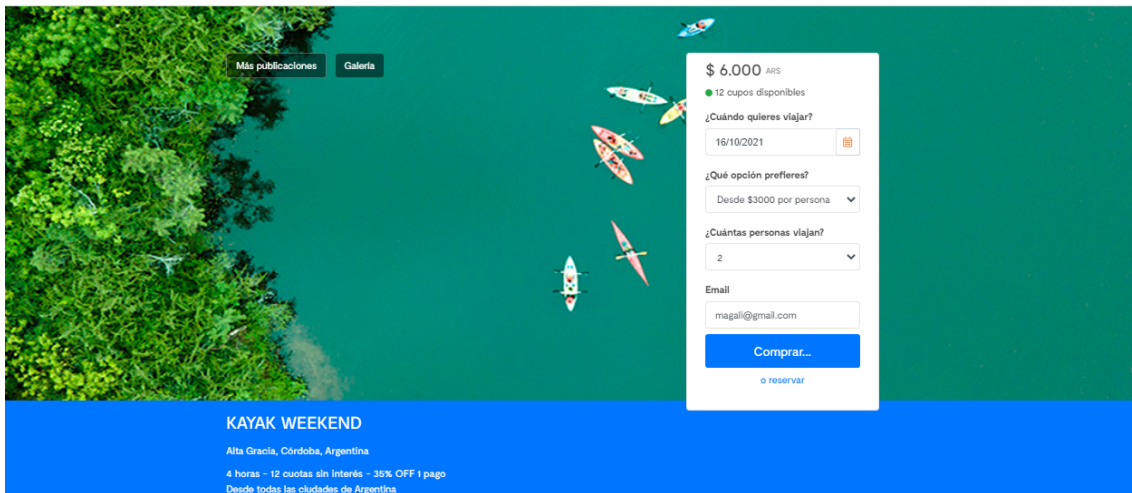 Más publicaciones
Galería
$ 6.000 ARS
12 cupos disponibles
¿Cuándo quieres viajar?
16/10/2021
¿Qué opción prefieres?
Desde $3000 por persona
¿Cuántas personas viajan?
2
Email
magali@gmail.com
Comprar...
o reservar
KAYAK WEEKEND
Alta Gracia, Córdoba, Argentina
4 horas - 12 cuotas sin interés - 35% OFF 1 pago
Desde todas las ciudades de Argentina